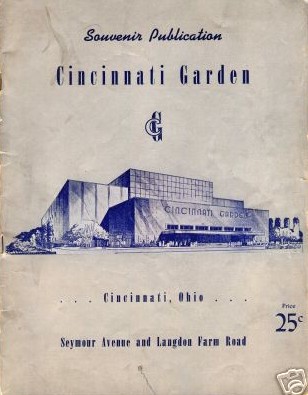 Souvenir Publication
Cincinnati Garden
CG
CINCINNATI GARDEN
. . . Cincinnati, Ohio . . .
Price
25c
Seymour Avenue and Langdon Farm Road